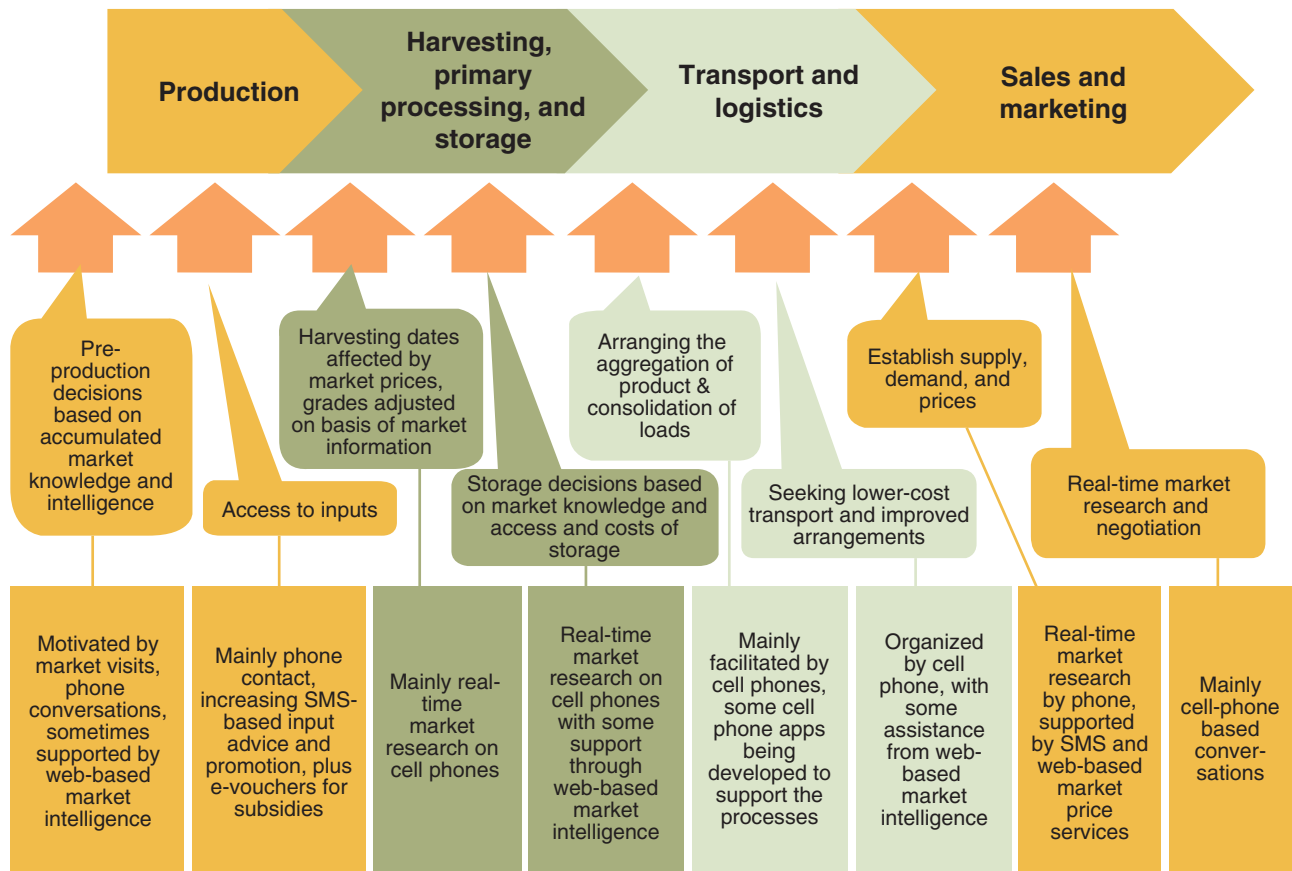 Production
Harvesting,
primary
processing, and
storage
Transport and
logistics
Sales and
marketing
Pre-
production
decisions
based on
accumulated
market
knowledge and
intelligence
Access to inputs
Harvesting dates
affected by
market prices,
grades adjusted
on basis of market
information
Storage decisions based
on market knowledge and
access and costs of
storage
Arranging the
aggregation of
product &
consolidation of
loads
Seeking lower-cost
transport and improved
arrangements
Establish supply,
demand, and
prices
Real-time market
research and
negotiation
Motivated by
market visits,
phone
conversations,
sometimes
supported by
web-based
market
intelligence
Mainly phone
contact,
increasing SMS-
based input
advice and
promotion, plus
e-vouchers for
subsidies
Mainly real-
time
market
research on
cell phones
Real-time
market
research on
cell phones
with some
support
through
web-based
market
intelligence
Mainly
facilitated by
cell phones,
some cell
phone apps
being
developed to
support the
processes
Organized
by cell
phone, with
some
assistance
from web-
based
market
intelligence
Real-time
market
research
by phone,
supported
by SMS and
web-based
market
price
services
Mainly
cell-phone
based
conver-
sations